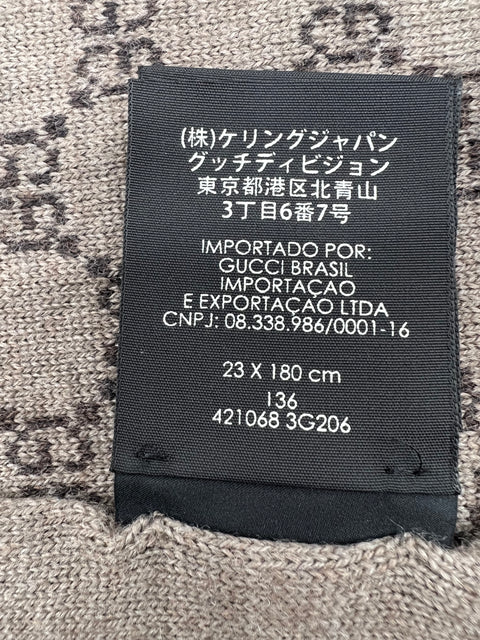 (株)ケリングジャパン
グッチディビジョン
東京都港区北青山
3丁目6番7号
IMPORTADO POR:
GUCCI BRASIL
IMPORTAÇAO
E EXPORTAÇAO LTDA
CNPJ: 08.338.986/0001-16
23 X 180 cm
136
421068 3G206